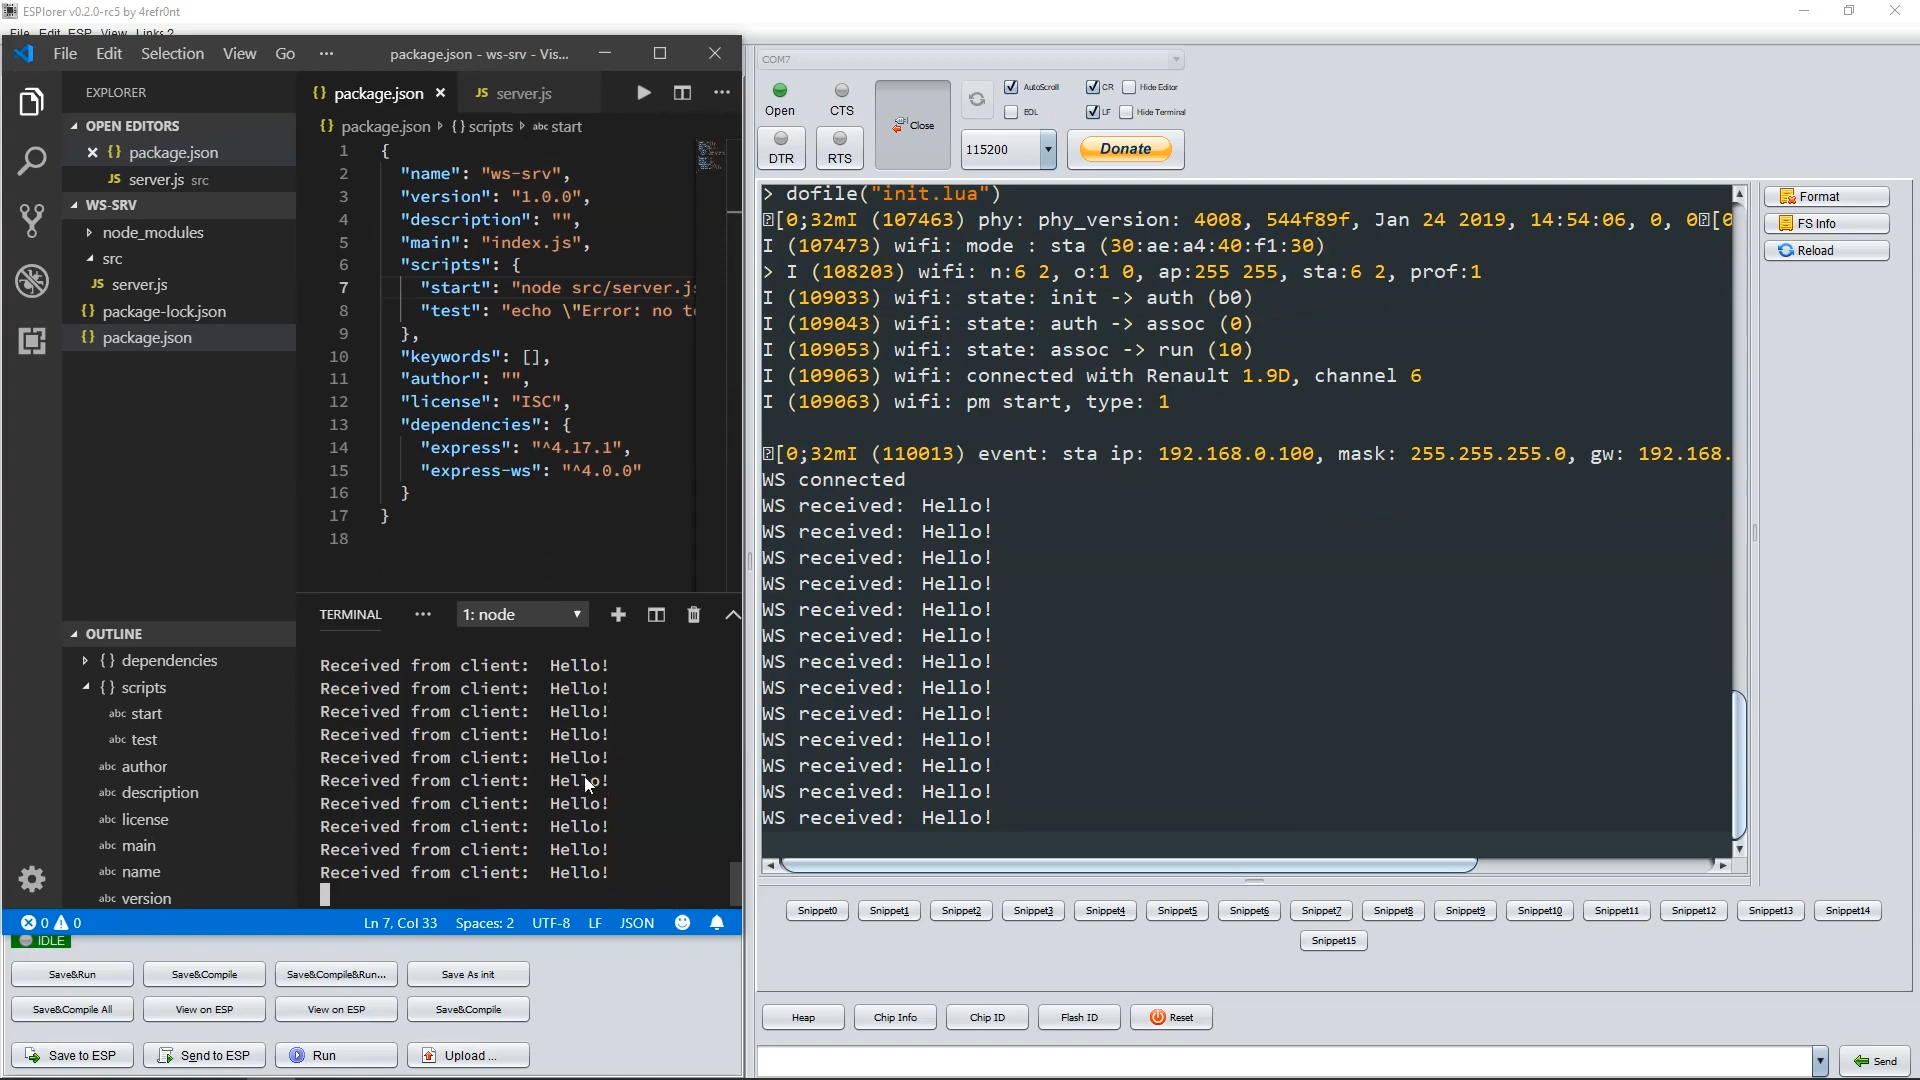 ESPlorer v0.2.0-rc5 by 4refr0nt
File Edit ESP View Links ?
File Edit Selection View Go ··· package.json - ws-srv - Vis...
EXPLORER
OPEN EDITORS
{} package.json
JS server.js src
WS-SRV
node_modules
src
JS server.js
{} package-lock.json
{} package.json
OUTLINE
{} dependencies
{} scripts
abc start
abc test
abc author
abc description
abc license
abc main
abc name
abc version
{} package.json
JS server.js
{} package.json {} scripts abc start
1 {
2 "name": "ws-srv",
3 "version": "1.0.0",
4 "description": "",
5 "main": "index.js",
6 "scripts": {
7 "start": "node src/server.js
8 "test": "echo \"Error: no t
9 },
10 "keywords": [],
11 "author": "",
12 "license": "ISC",
13 "dependencies": {
14 "express": "^4.17.1",
15 "express-ws": "^4.0.0"
16 }
17 }
18
TERMINAL ··· 1: node
Received from client:  Hello!
Received from client:  Hello!
Received from client:  Hello!
Received from client:  Hello!
Received from client:  Hello!
Received from client:  Hello!
Received from client:  Hello!
Received from client:  Hello!
Received from client:  Hello!
Received from client:  Hello!
0 0 Ln 7, Col 33 Spaces: 2 UTF-8 LF JSON
IDLE
Save&Run Save&Compile Save&Compile&Run... Save As init
Save&Compile All View on ESP View on ESP Save&Compile
Save to ESP Send to ESP Run Upload ...
COM7
Open CTS
DTR RTS
Close
AutoScroll CR Hide Editor
EOL LF Hide Terminal
115200 Donate
> dofile("init.lua")
[0;32mI (107463) phy: phy_version: 4008, 544f89f, Jan 24 2019, 14:54:06, 0, 0[0
I (107473) wifi: mode : sta (30:ae:a4:40:f1:30)
> I (108203) wifi: n:6 2, o:1 0, ap:255 255, sta:6 2, prof:1
I (109033) wifi: state: init -> auth (b0)
I (109043) wifi: state: auth -> assoc (0)
I (109053) wifi: state: assoc -> run (10)
I (109063) wifi: connected with Renault 1.9D, channel 6
I (109063) wifi: pm start, type: 1
[0;32mI (110013) event: sta ip: 192.168.0.100, mask: 255.255.255.0, gw: 192.168.
WS connected
WS received:  Hello!
WS received:  Hello!
WS received:  Hello!
WS received:  Hello!
WS received:  Hello!
WS received:  Hello!
WS received:  Hello!
WS received:  Hello!
WS received:  Hello!
WS received:  Hello!
WS received:  Hello!
WS received:  Hello!
WS received:  Hello!
Format
FS Info
Reload
Snippet0 Snippet1 Snippet2 Snippet3 Snippet4 Snippet5 Snippet6 Snippet7 Snippet8 Snippet9 Snippet10 Snippet11 Snippet12 Snippet13 Snippet14
Snippet15
Heap Chip Info Chip ID Flash ID Reset
Send